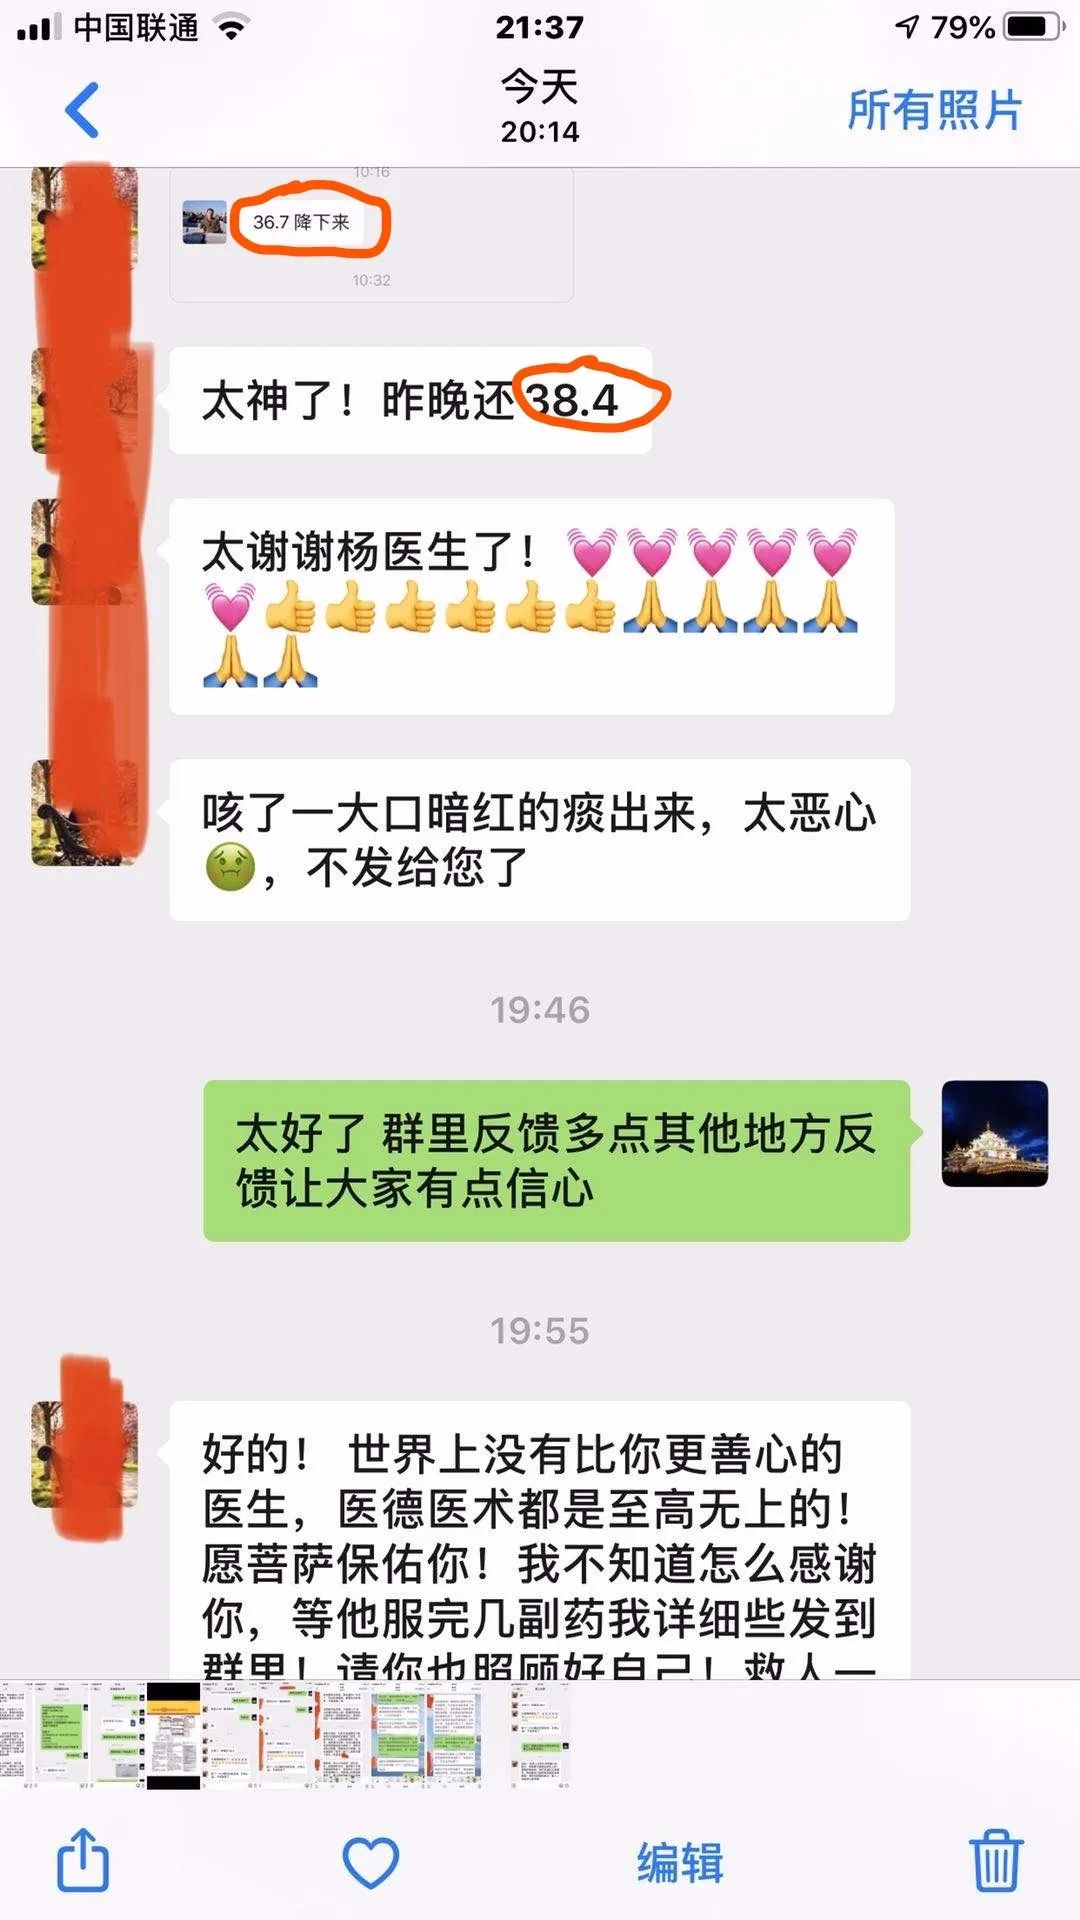 中国联通
21:37
79%
今天
20:14
所有照片
10:16
36.7 降下来
10:32
太神了！昨晚还38.4
太谢谢杨医生了！💓💓💓💓💓
💓👍👍👍👍👍👍🙏🙏🙏🙏
🙏🙏
咳了一大口暗红的痰出来，太恶心
🤢，不发给您了
19:46
太好了 群里反馈多点其他地方反
馈让大家有点信心
19:55
好的！ 世界上没有比你更善心的
医生，医德医术都是至高无上的！
愿菩萨保佑你！我不知道怎么感谢
你，等他服完几副药我详细些发到
群里！请你也照顾好自己！救人一
编辑